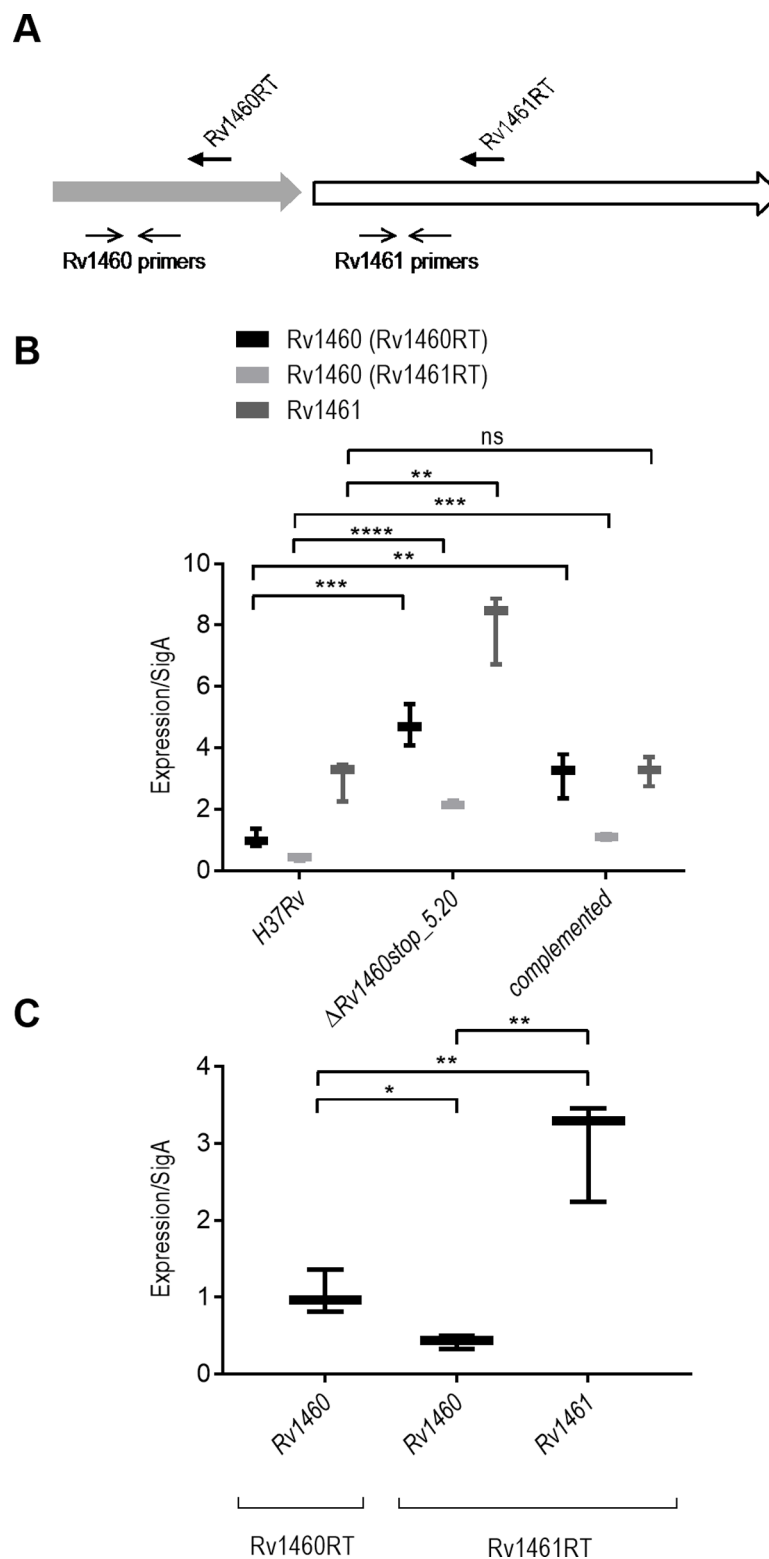 A
Rv1460RT
Rv1461RT
Rv1460 primers
Rv1461 primers
B
Rv1460 (Rv1460RT)
Rv1460 (Rv1461RT)
Rv1461
ns
**
***
****
**
***
Expression/SigA
10
8
6
4
2
0
H37Rv
ΔRv1460stop_5.20
complemented
C
**
**
*
Expression/SigA
4
3
2
1
0
Rv1460
Rv1460
Rv1461
Rv1460RT
Rv1461RT